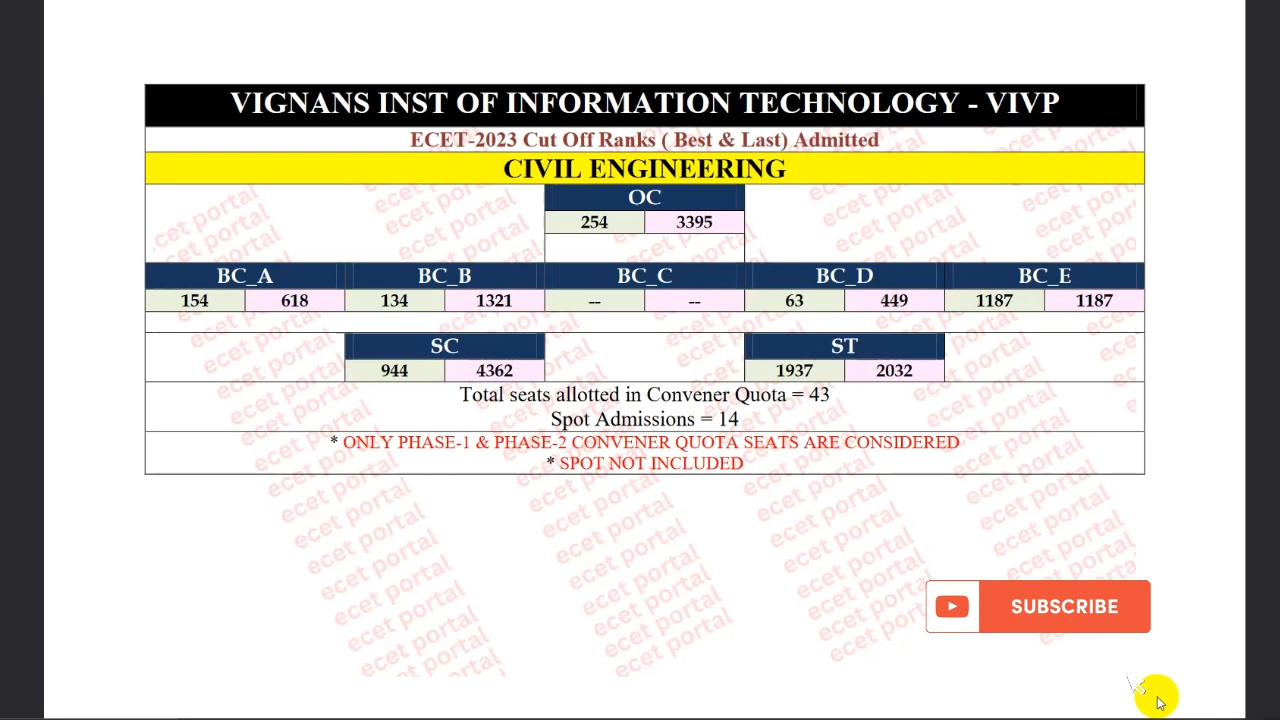 VIGNANS INST OF INFORMATION TECHNOLOGY - VIVP
ECET-2023 Cut Off Ranks ( Best & Last) Admitted
CIVIL ENGINEERING
OC
254 3395
BC_A BC_B BC_C BC_D BC_E
154 618 134 1321 -- -- 63 449 1187 1187
SC ST
944 4362 1937 2032
Total seats allotted in Convener Quota = 43
Spot Admissions = 14
* ONLY PHASE-1 & PHASE-2 CONVENER QUOTA SEATS ARE CONSIDERED
* SPOT NOT INCLUDED
ecet portal
SUBSCRIBE